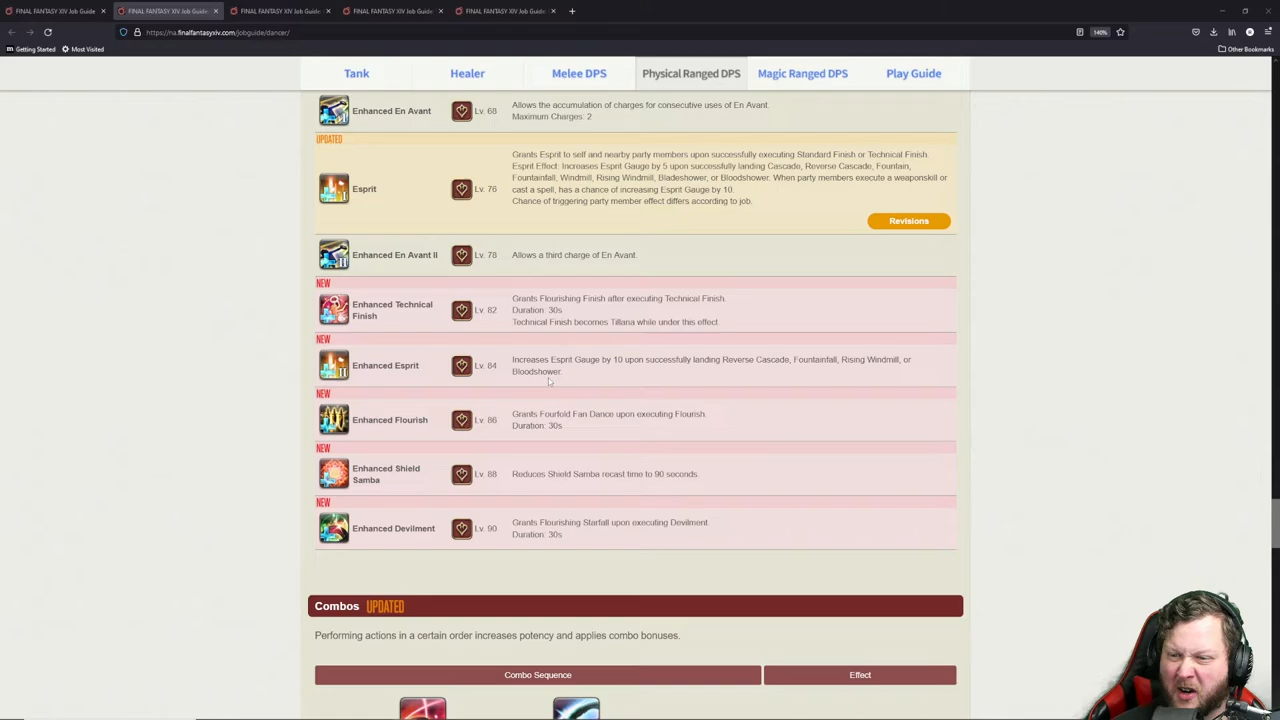 FINAL FANTASY XIV Job Guide
FINAL FANTASY XIV Job Guide:
FINAL FANTASY XIV Job Guide:
FINAL FANTASY XIV Job Guide:
FINAL FANTASY XIV Job Guide:
https://na.finalfantasyxiv.com/jobguide/dancer/
140%
Getting Started
Most Visited
Other Bookmarks
Tank
Healer
Melee DPS
Physical Ranged DPS
Magic Ranged DPS
Play Guide
Enhanced En Avant
Lv. 68
Allows the accumulation of charges for consecutive uses of En Avant.
Maximum Charges: 2
UPDATED
Esprit
Lv. 76
Grants Esprit to self and nearby party members upon successfully executing Standard Finish or Technical Finish
Esprit Effect: Increases Esprit Gauge by 5 upon successfully landing Cascade, Reverse Cascade, Fountain,
Fountainfall, Windmill, Rising Windmill, Bladeshower, or Bloodshower. When party members execute a weaponskill or
cast a spell, has a chance of increasing Esprit Gauge by 10.
Chance of triggering party member effect differs according to job.
Revisions
Enhanced En Avant II
Lv. 78
Allows a third charge of En Avant.
NEW
Enhanced Technical
Finish
Lv. 82
Grants Flourishing Finish after executing Technical Finish.
Duration: 30s
Technical Finish becomes Tillana while under this effect.
NEW
Enhanced Esprit
Lv. 84
Increases Esprit Gauge by 10 upon successfully landing Reverse Cascade, Fountainfall, Rising Windmill, or
Bloodshower.
NEW
Enhanced Flourish
Lv. 86
Grants Fourfold Fan Dance upon executing Flourish.
Duration: 30s
NEW
Enhanced Shield
Samba
Lv. 88
Reduces Shield Samba recast time to 90 seconds.
NEW
Enhanced Devilment
Lv. 90
Grants Flourishing Starfall upon executing Devilment.
Duration: 30s
Combos UPDATED
Performing actions in a certain order increases potency and applies combo bonuses.
Combo Sequence
Effect